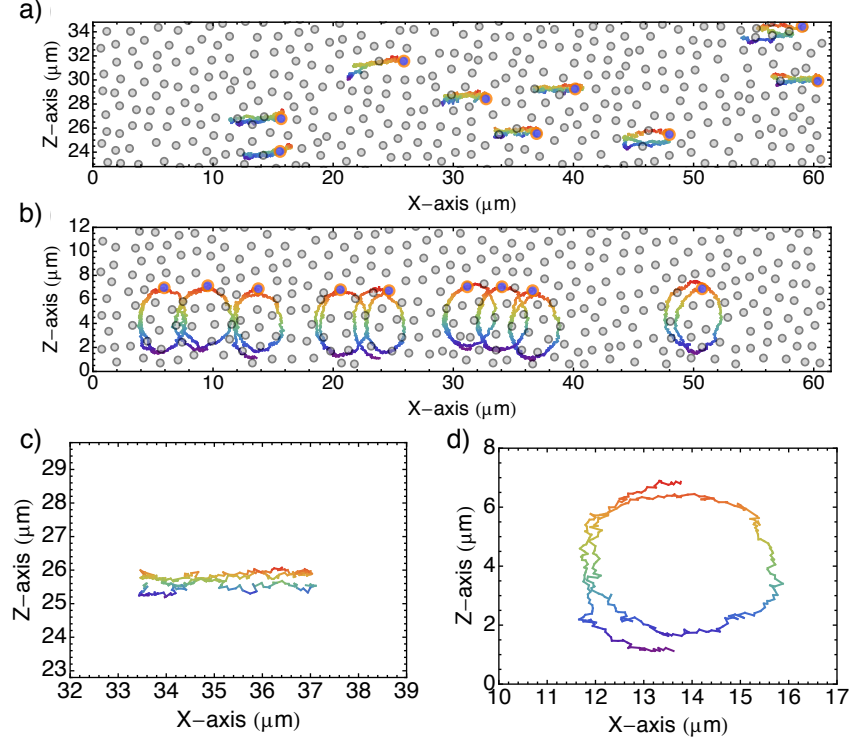 a)
34
32
30
28
26
24
Z−axis (μm)
0 10 20 30 40 50 60
X−axis (μm)
b)
12
10
8
6
4
2
0
Z−axis (μm)
0 10 20 30 40 50 60
X−axis (μm)
c)
29
28
27
26
25
24
23
Z−axis (μm)
32 33 34 35 36 37 38 39
X−axis (μm)
d)
8
6
4
2
0
Z−axis (μm)
10 11 12 13 14 15 16 17
X−axis (μm)